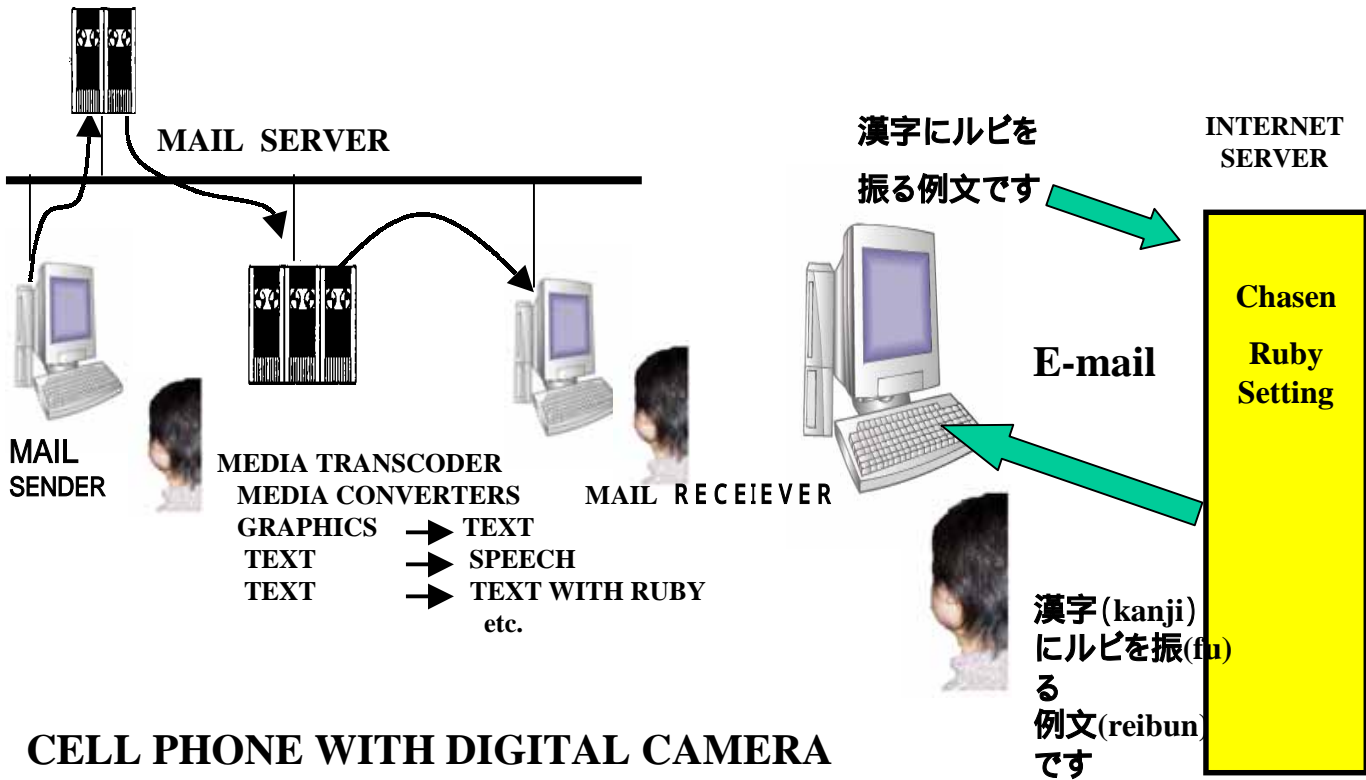 MAIL SERVER
MAIL
SENDER
MEDIA TRANSCODER
MEDIA CONVERTERS
GRAPHICS → TEXT
TEXT → SPEECH
TEXT → TEXT WITH RUBY
etc.
MAIL RECEIEVER
漢字にルビを
振る例文です
INTERNET
SERVER
Chasen
Ruby
Setting
E-mail
漢字(kanji)
にルビを振(fu)
る
例文(reibun)
です
CELL PHONE WITH DIGITAL CAMERA